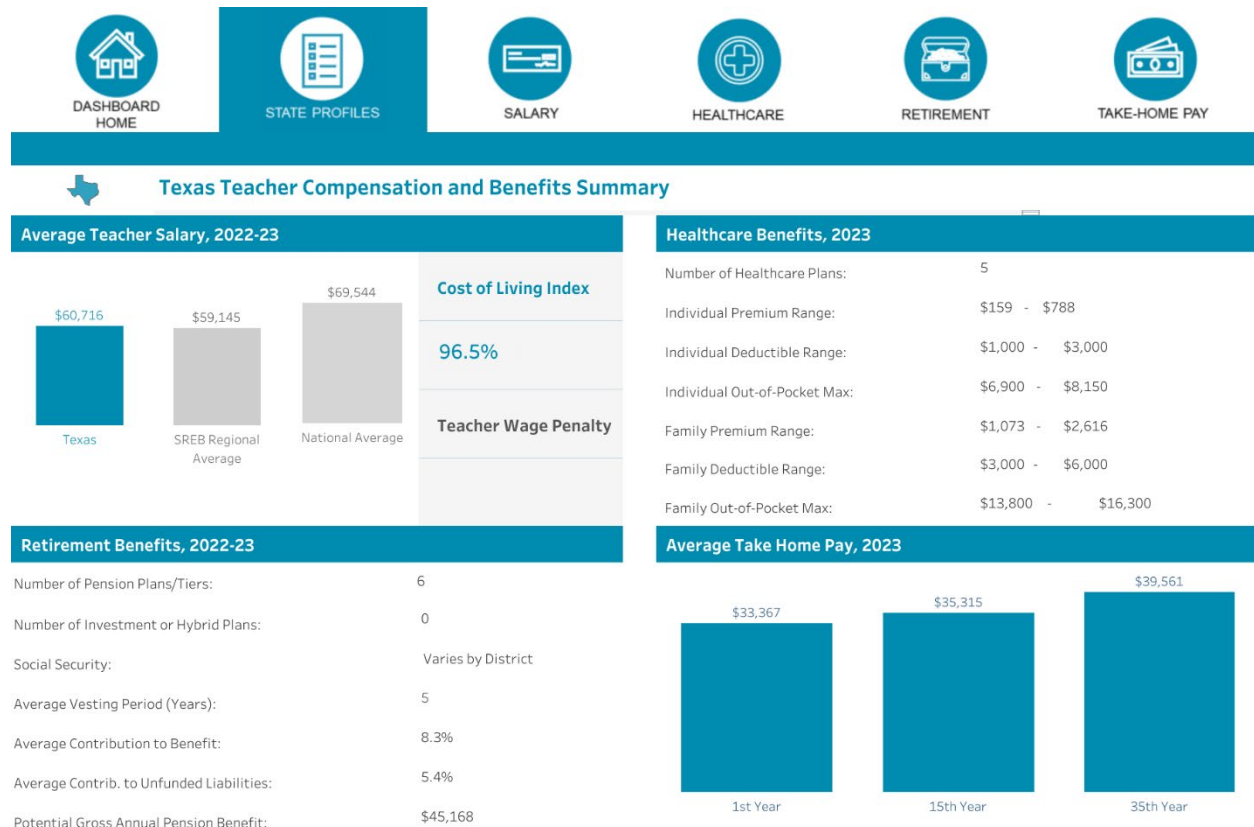 DASHBOARD
HOME
STATE PROFILES
SALARY
HEALTHCARE
RETIREMENT
TAKE-HOME PAY
Texas Teacher Compensation and Benefits Summary
Average Teacher Salary, 2022-23
$60,716
$59,145
$69,544
Texas
SREB Regional
Average
National Average
Cost of Living Index
96.5%
Teacher Wage Penalty
Healthcare Benefits, 2023
Number of Healthcare Plans: 5
Individual Premium Range: $159 - $788
Individual Deductible Range: $1,000 - $3,000
Individual Out-of-Pocket Max: $6,900 - $8,150
Family Premium Range: $1,073 - $2,616
Family Deductible Range: $3,000 - $6,000
Family Out-of-Pocket Max: $13,800 - $16,300
Retirement Benefits, 2022-23
Number of Pension Plans/Tiers: 6
Number of Investment or Hybrid Plans: 0
Social Security: Varies by District
Average Vesting Period (Years): 5
Average Contribution to Benefit: 8.3%
Average Contrib. to Unfunded Liabilities: 5.4%
Potential Gross Annual Pension Benefit: $45,168
Average Take Home Pay, 2023
$33,367
$35,315
$39,561
1st Year
15th Year
35th Year